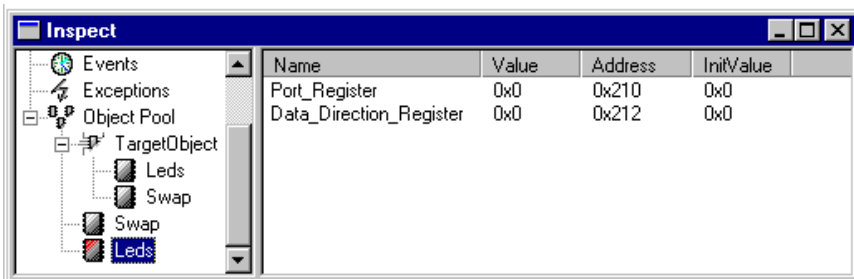 Inspect
Events
Exceptions
Object Pool
TargetObject
Leds
Swap
Swap
Leds
Name Value Address InitValue
Port_Register 0x0 0x210 0x0
Data_Direction_Register 0x0 0x212 0x0